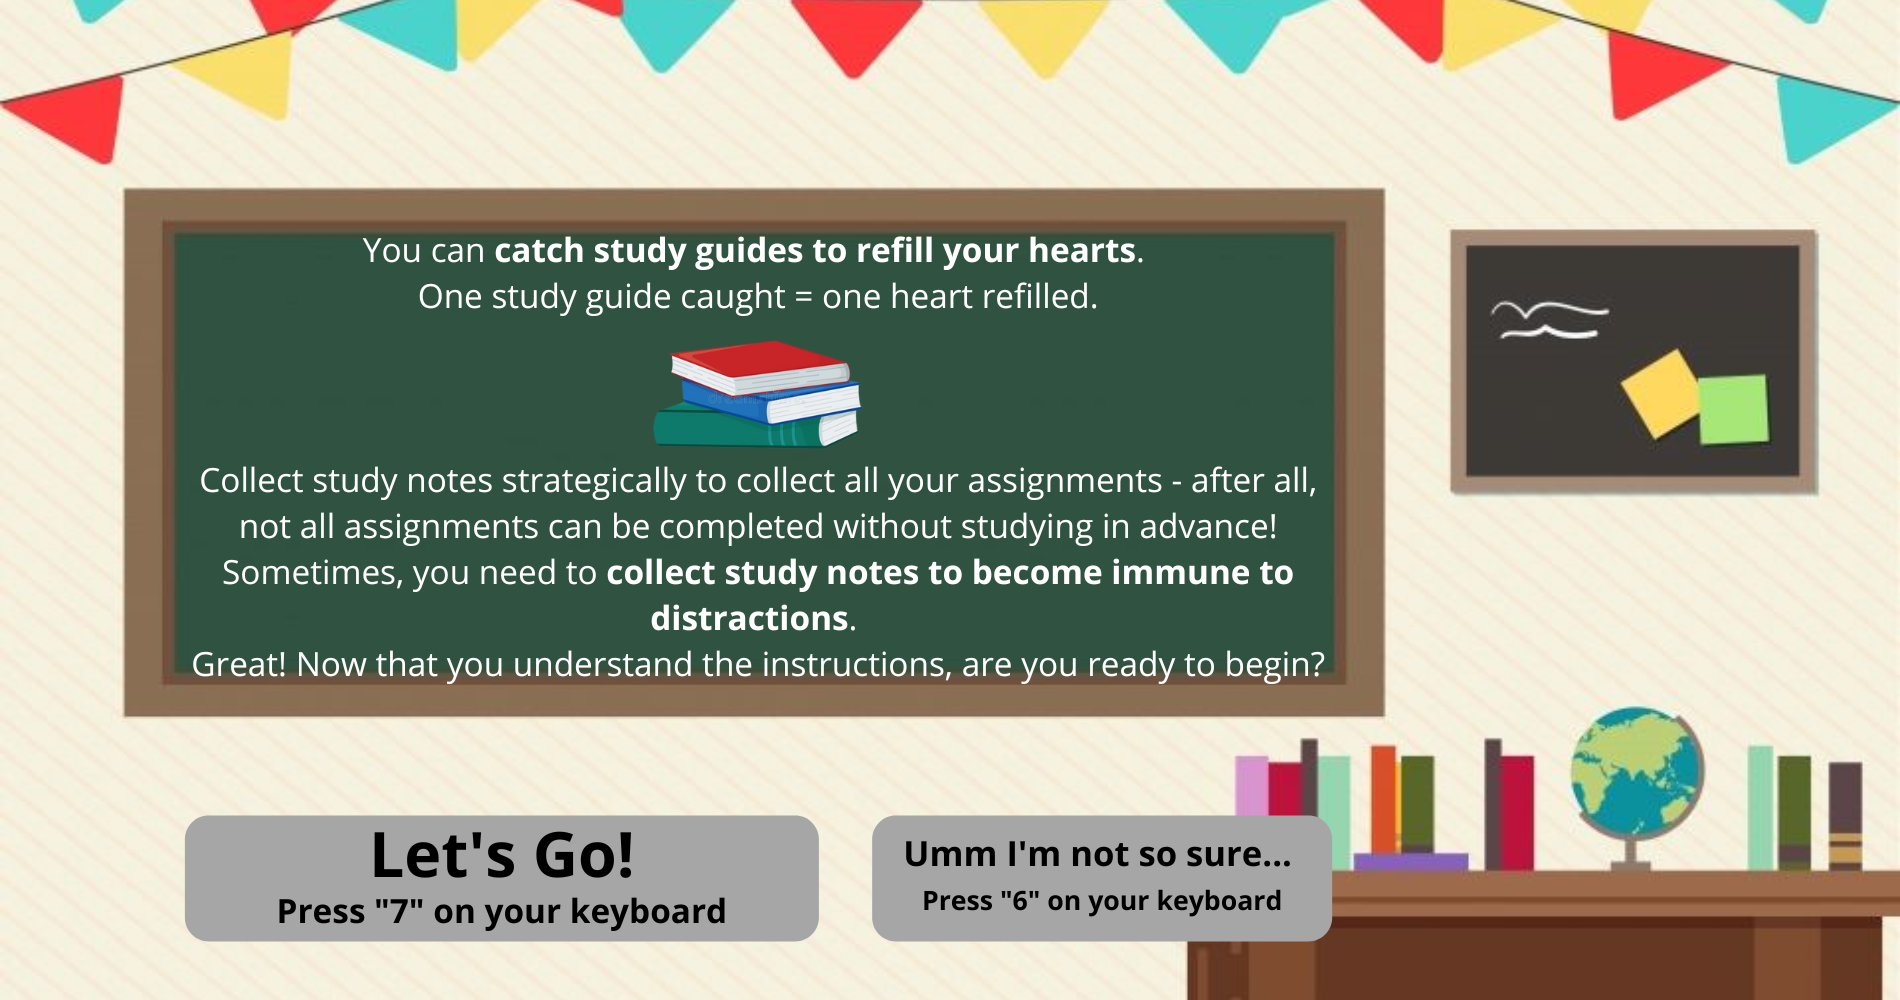 You can catch study guides to refill your hearts.
One study guide caught = one heart refilled.
Collect study notes strategically to collect all your assignments - after all,
not all assignments can be completed without studying in advance!
Sometimes, you need to collect study notes to become immune to
distractions.
Great! Now that you understand the instructions, are you ready to begin?
Let's Go!
Press "7" on your keyboard
Umm I'm not so sure...
Press "6" on your keyboard